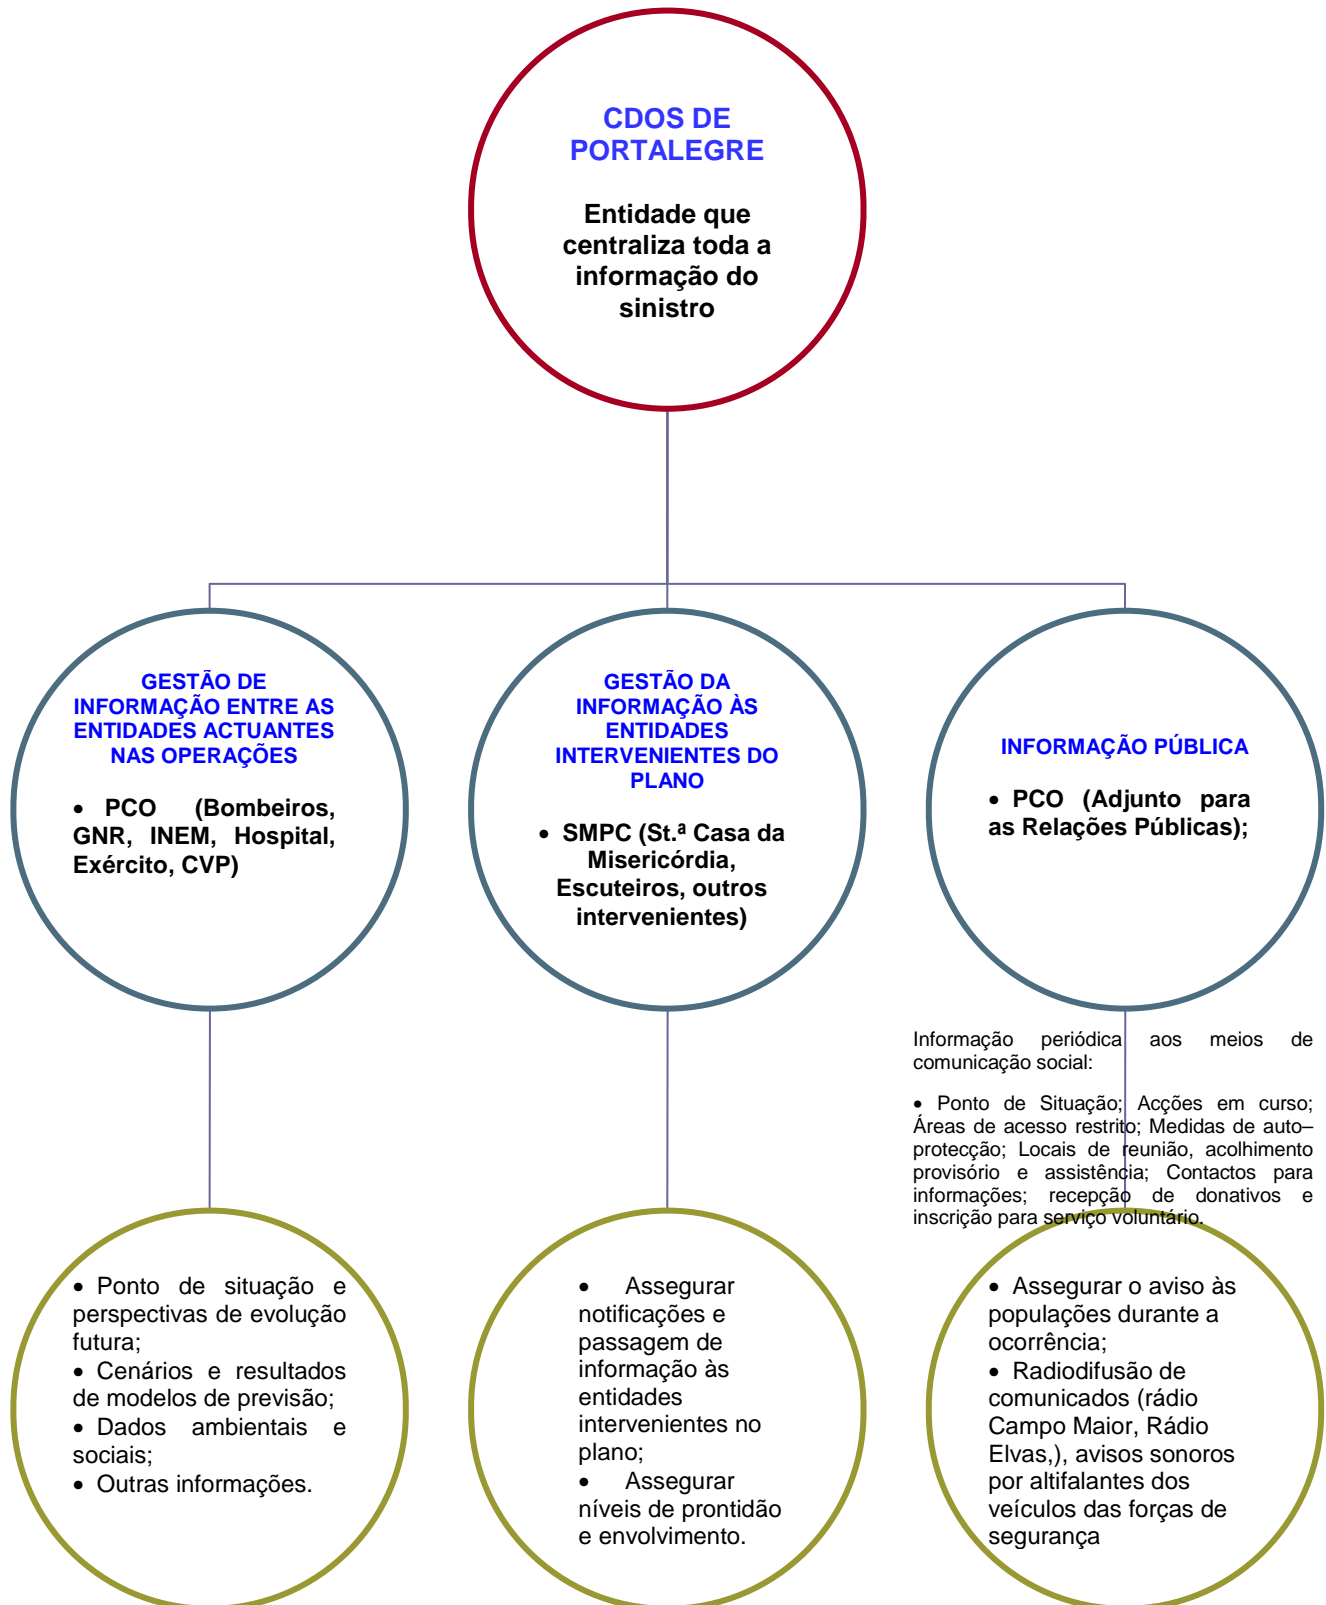 CDOS DE
PORTALEGRE
Entidade que
centraliza toda a
informação do
sinistro
GESTÃO DE
INFORMAÇÃO ENTRE AS
ENTIDADES ACTUANTES
NAS OPERAÇÕES
• PCO (Bombeiros,
GNR, INEM, Hospital,
Exército, CVP)
GESTÃO DA
INFORMAÇÃO ÀS
ENTIDADES
INTERVENIENTES DO
PLANO
• SMPC (St.ª Casa da
Misericórdia,
Escuteiros, outros
intervenientes)
INFORMAÇÃO PÚBLICA
• PCO (Adjunto para
as Relações Públicas);
Informação periódica aos meios de
comunicação social:
• Ponto de Situação; Acções em curso;
Áreas de acesso restrito; Medidas de auto–
protecção; Locais de reunião, acolhimento
provisório e assistência; Contactos para
informações; recepção de donativos e
inscrição para serviço voluntário.
• Ponto de situação e
perspectivas de evolução
futura;
• Cenários e resultados
de modelos de previsão;
• Dados ambientais e
sociais;
• Outras informações.
• Assegurar
notificações e
passagem de
informação às
entidades
intervenientes no
plano;
• Assegurar
níveis de prontidão
e envolvimento.
• Assegurar o aviso às
populações durante a
ocorrência;
• Radiodifusão de
comunicados (rádio
Campo Maior, Rádio
Elvas,), avisos sonoros
por altifalantes dos
veículos das forças de
segurança